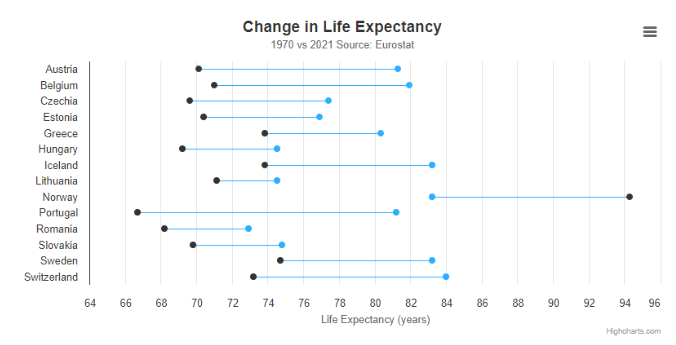 Change in Life Expectancy
1970 vs 2021 Source: Eurostat
Austria
Belgium
Czechia
Estonia
Greece
Hungary
Iceland
Lithuania
Norway
Portugal
Romania
Slovakia
Sweden
Switzerland
64 66 68 70 72 74 76 78 80 82 84 86 88 90 92 94 96
Life Expectancy (years)
Highcharts.com